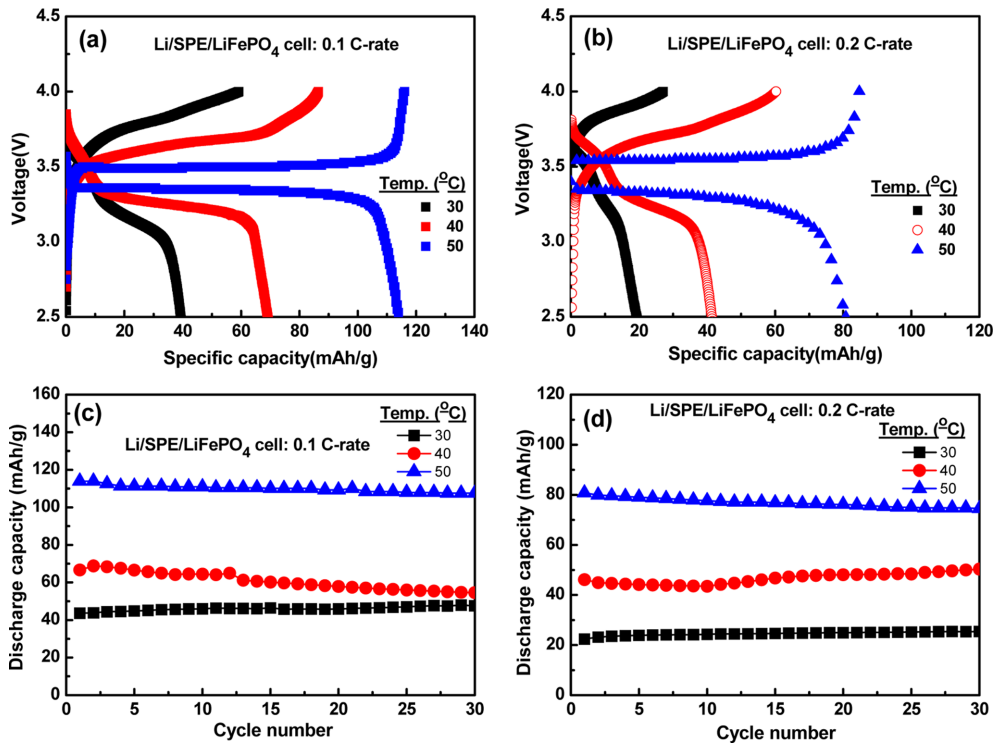 (a)
Li/SPE/LiFePO4 cell: 0.1 C-rate
4.0
3.5
3.0
2.5
Voltage(V)
Temp. (OC)
30
40
50
0 20 40 60 80 100 120 140
Specific capacity(mAh/g)
(b)
Li/SPE/LiFePO4 cell: 0.2 C-rate
4.0
3.5
3.0
2.5
Voltage(V)
Temp. (OC)
30
40
50
0 20 40 60 80 100 120
Specific capacity(mAh/g)
(c)
Temp. (OC)
30
40
50
Li/SPE/LiFePO4 cell: 0.1 C-rate
160
140
120
100
80
60
40
20
0
Discharge capacity (mAh/g)
0 5 10 15 20 25 30
Cycle number
(d)
Li/SPE/LiFePO4 cell: 0.2 C-rate
Temp. (OC)
30
40
50
120
100
80
60
40
20
0
Discharge capacity (mAh/g)
0 5 10 15 20 25 30
Cycle number